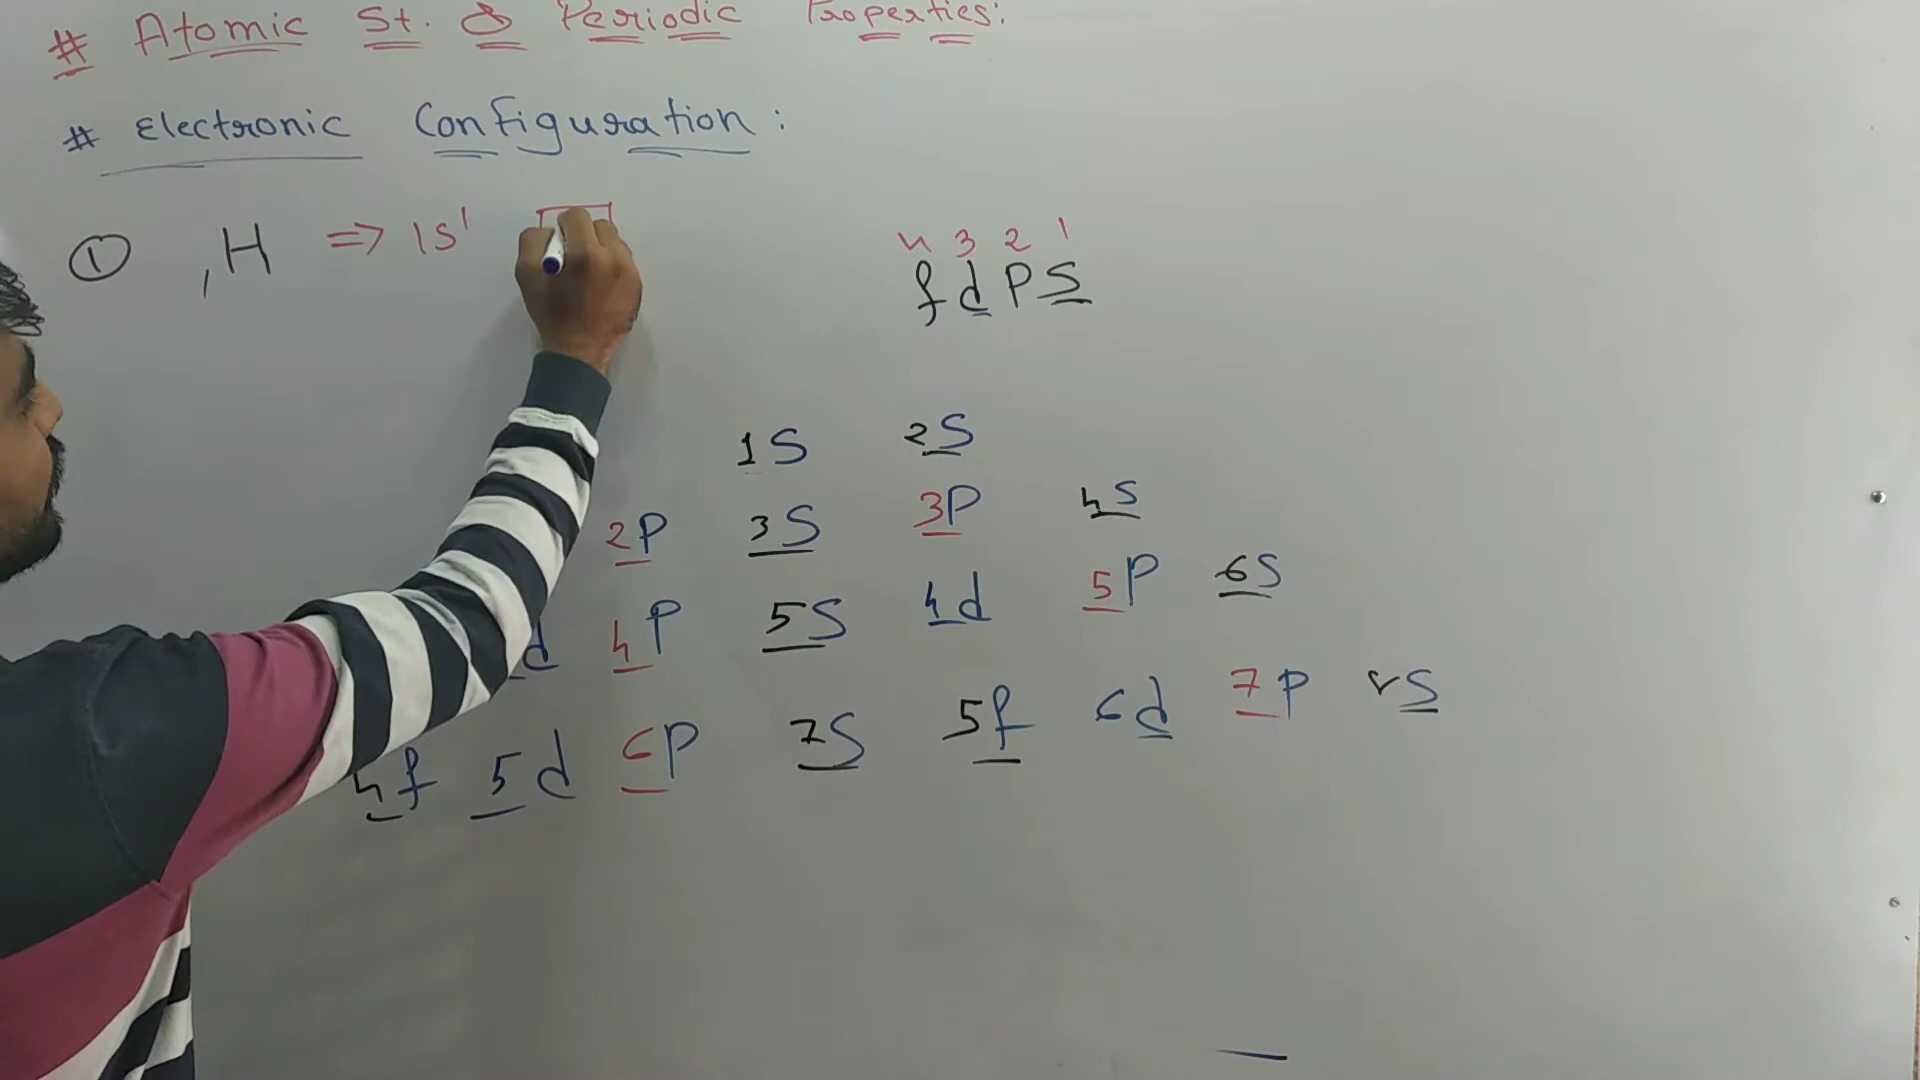 # Atomic St. & Periodic Properties:
# Electronic Configuration:
① ₁H ⇒ 1s¹
4 3 2 1
f d p s
1s 2s
2p 3s 3p 4s
d 4p 5s 4d 5p 6s
4f 5d 6p 7s 5f 6d 7p 8s